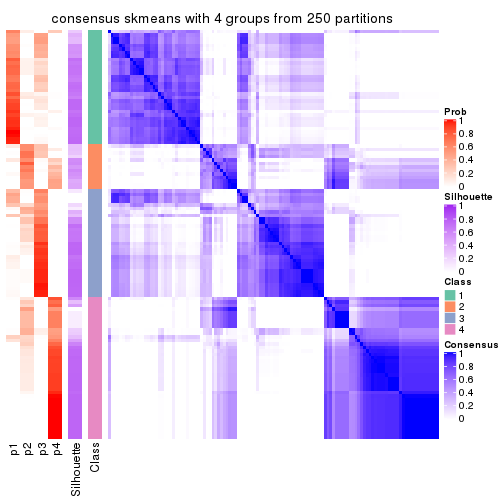 consensus skmeans with 4 groups from 250 partitions
Prob
1
0.8
0.6
0.4
0.2
0
Silhouette
1
0.8
0.6
0.4
0.2
0
Class
1
2
3
4
Consensus
1
0.8
0.6
0.4
0.2
0
p1
p2
p3
p4
Silhouette
Class